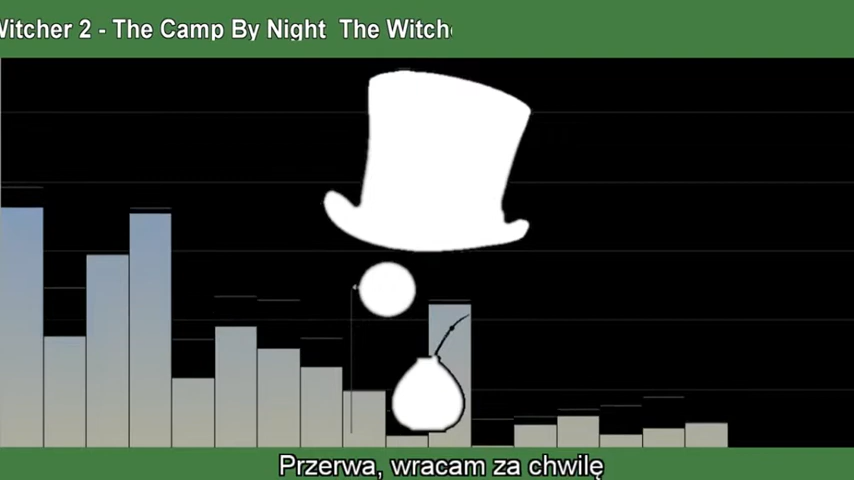 Witcher 2 - The Camp By Night  The Witch
Przerwa, wracam za chwilę